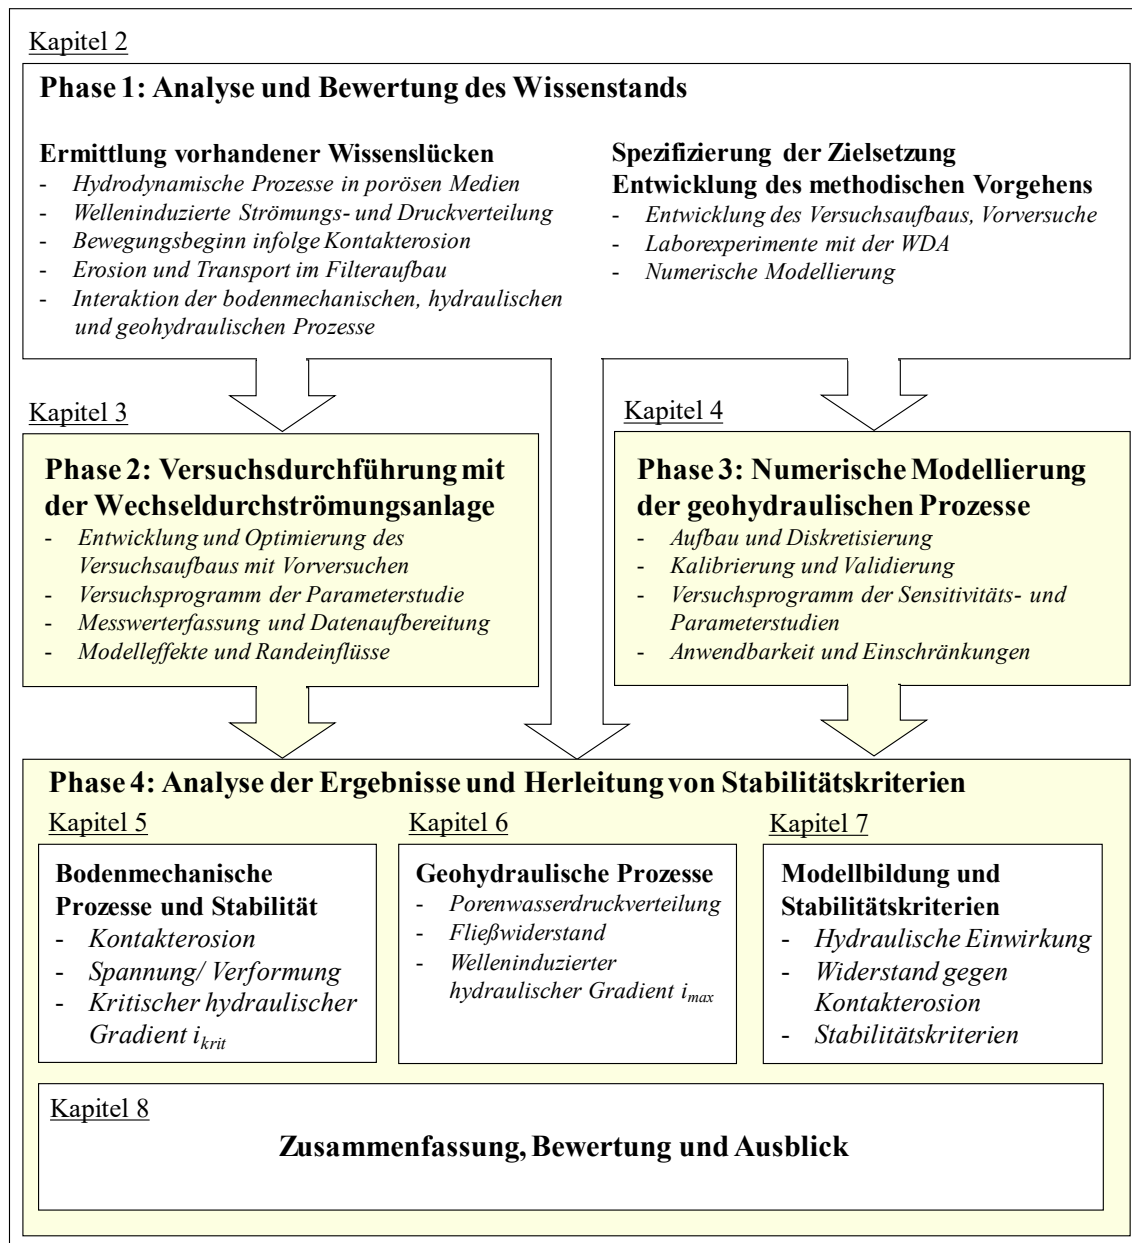 Kapitel 2
Phase 1: Analyse und Bewertung des Wissenstands
Ermittlung vorhandener Wissenslücken
- Hydrodynamische Prozesse in porösen Medien
- Welleninduzierte Strömungs- und Druckverteilung
- Bewegungsbeginn infolge Kontakterosion
- Erosion und Transport im Filteraufbau
- Interaktion der bodenmechanischen, hydraulischen
und geohydraulischen Prozesse
Spezifizierung der Zielsetzung
Entwicklung des methodischen Vorgehens
- Entwicklung des Versuchsaufbaus, Vorversuche
- Laborexperimente mit der WDA
- Numerische Modellierung
Kapitel 3
Phase 2: Versuchsdurchführung mit
der Wechseldurchströmungsanlage
- Entwicklung und Optimierung des
Versuchsaufbaus mit Vorversuchen
- Versuchsprogramm der Parameterstudie
- Messwerterfassung und Datenaufbereitung
- Modelleffekte und Randeinflüsse
Kapitel 4
Phase 3: Numerische Modellierung
der geohydraulischen Prozesse
- Aufbau und Diskretisierung
- Kalibrierung und Validierung
- Versuchsprogramm der Sensitivitäts- und
Parameterstudien
- Anwendbarkeit und Einschränkungen
Phase 4: Analyse der Ergebnisse und Herleitung von Stabilitätskriterien
Kapitel 5
Bodenmechanische
Prozesse und Stabilität
- Kontakterosion
- Spannung/ Verformung
- Kritischer hydraulischer
Gradient ikrit
Kapitel 6
Geohydraulische Prozesse
- Porenwasserdruckverteilung
- Fließwiderstand
- Welleninduzierter
hydraulischer Gradient imax
Kapitel 7
Modellbildung und
Stabilitätskriterien
- Hydraulische Einwirkung
- Widerstand gegen
Kontakterosion
- Stabilitätskriterien
Kapitel 8
Zusammenfassung, Bewertung und Ausblick